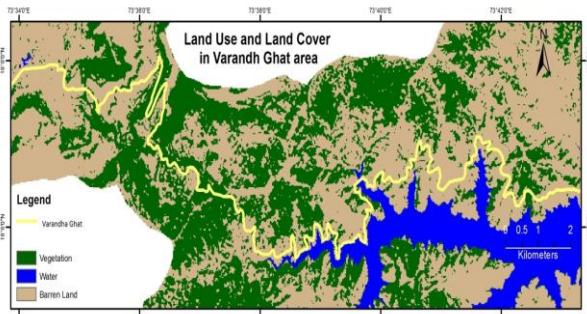 73°34'0"E 73°36'0"E 73°38'0"E 73°40'0"E 73°42'0"E
Land Use and Land Cover
in Varandh Ghat area
N
Legend
Varandha Ghat
Vegetation
Water
Barren Land
0.5 1 2
Kilometers